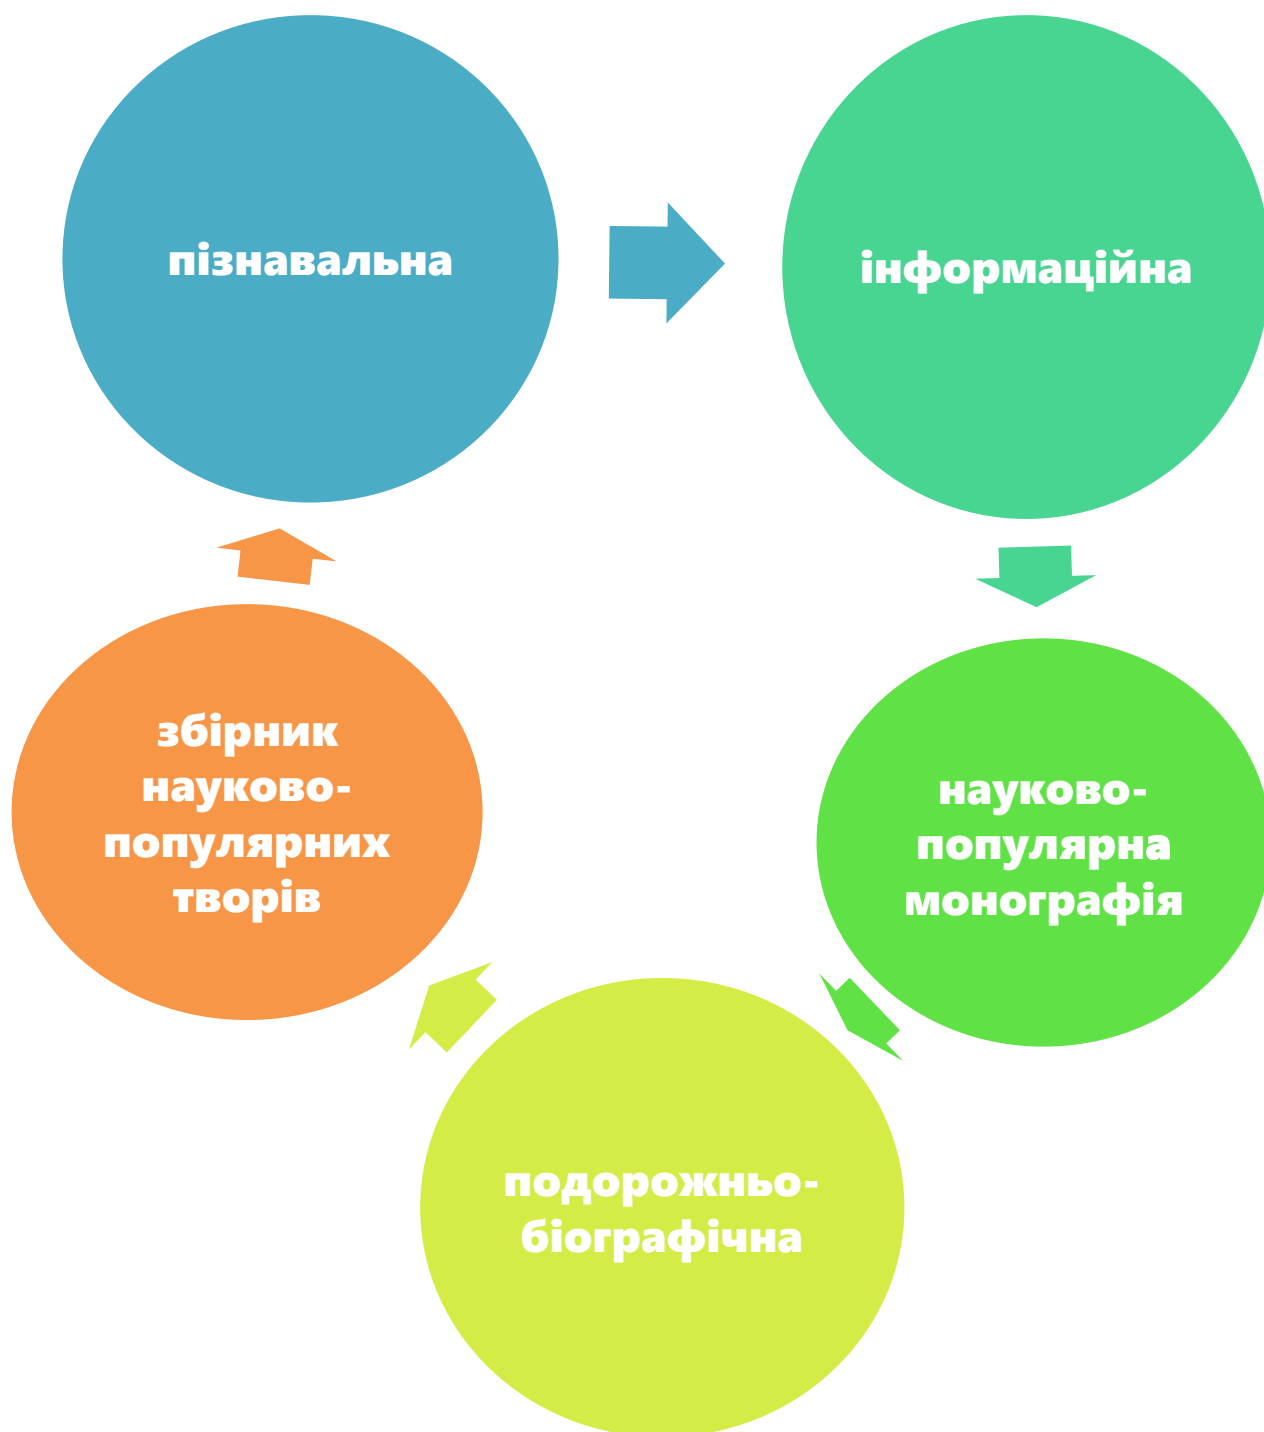 пізнавальна
інформаційна
науково-
популярна
монографія
подорожньо-
біографічна
збірник
науково-
популярних
творів